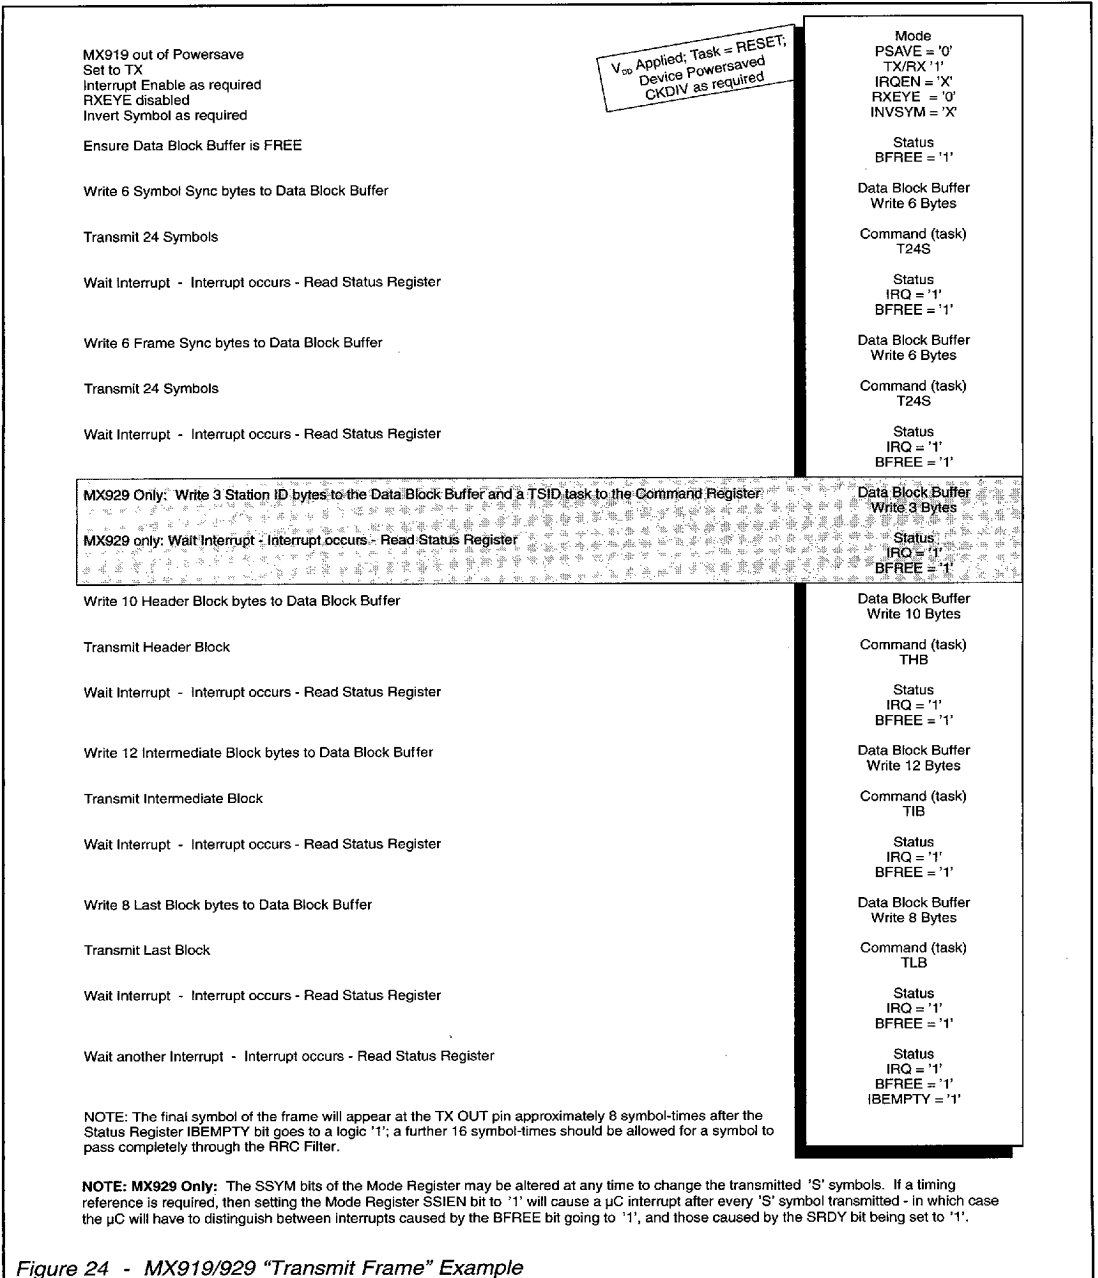 MX919 out of Powersave
Set to TX
Interrupt Enable as required
RXEYE disabled
Invert Symbol as required
VDD Applied; Task = RESET;
Device Powersaved
CKDIV as required
Mode
PSAVE = '0'
TX/RX '1'
IRQEN = 'X'
RXEYE = '0'
INVSYM = 'X'
Ensure Data Block Buffer is FREE
Status
BFREE = '1'
Write 6 Symbol Sync bytes to Data Block Buffer
Data Block Buffer
Write 6 Bytes
Transmit 24 Symbols
Command (task)
T24S
Wait Interrupt - Interrupt occurs - Read Status Register
Status
IRQ = '1'
BFREE = '1'
Write 6 Frame Sync bytes to Data Block Buffer
Data Block Buffer
Write 6 Bytes
Transmit 24 Symbols
Command (task)
T24S
Wait Interrupt - Interrupt occurs - Read Status Register
Status
IRQ = '1'
BFREE = '1'
MX929 Only: Write 3 Station ID bytes to the Data Block Buffer and a TSID task to the Command Register
Data Block Buffer
Write 3 Bytes
MX929 only: Wait Interrupt - Interrupt occurs - Read Status Register
Status
IRQ = '1'
BFREE = '1'
Write 10 Header Block bytes to Data Block Buffer
Data Block Buffer
Write 10 Bytes
Transmit Header Block
Command (task)
THB
Wait Interrupt - Interrupt occurs - Read Status Register
Status
IRQ = '1'
BFREE = '1'
Write 12 Intermediate Block bytes to Data Block Buffer
Data Block Buffer
Write 12 Bytes
Transmit Intermediate Block
Command (task)
TIB
Wait Interrupt - Interrupt occurs - Read Status Register
Status
IRQ = '1'
BFREE = '1'
Write 8 Last Block bytes to Data Block Buffer
Data Block Buffer
Write 8 Bytes
Transmit Last Block
Command (task)
TLB
Wait Interrupt - Interrupt occurs - Read Status Register
Status
IRQ = '1'
BFREE = '1'
Wait another Interrupt - Interrupt occurs - Read Status Register
Status
IRQ = '1'
BFREE = '1'
IBEMPTY = '1'
NOTE: The final symbol of the frame will appear at the TX OUT pin approximately 8 symbol-times after the
Status Register IBEMPTY bit goes to a logic '1'; a further 16 symbol-times should be allowed for a symbol to
pass completely through the RRC Filter.
NOTE: MX929 Only: The SSYM bits of the Mode Register may be altered at any time to change the transmitted 'S' symbols. If a timing
reference is required, then setting the Mode Register SSIEN bit to '1' will cause a µC interrupt after every 'S' symbol transmitted - in which case
the µC will have to distinguish between interrupts caused by the BFREE bit going to '1', and those caused by the SRDY bit being set to '1'.
Figure 24 - MX919/929 "Transmit Frame" Example